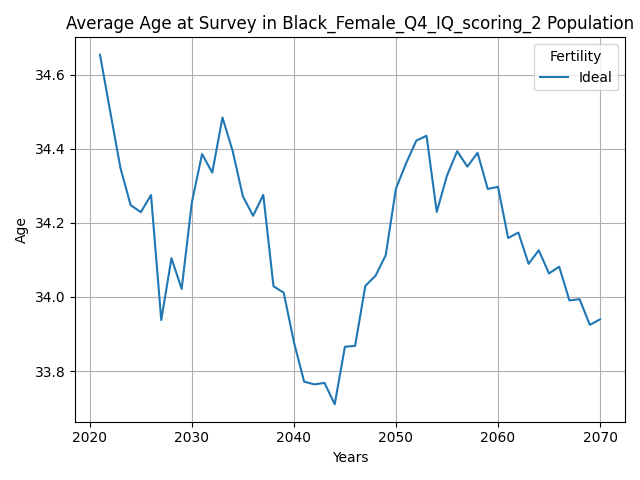 Average Age at Survey in Black_Female_Q4_IQ_scoring_2 Population
Fertility
Ideal
34.6
34.4
34.2
34.0
33.8
Age
2020
2030
2040
2050
2060
2070
Years